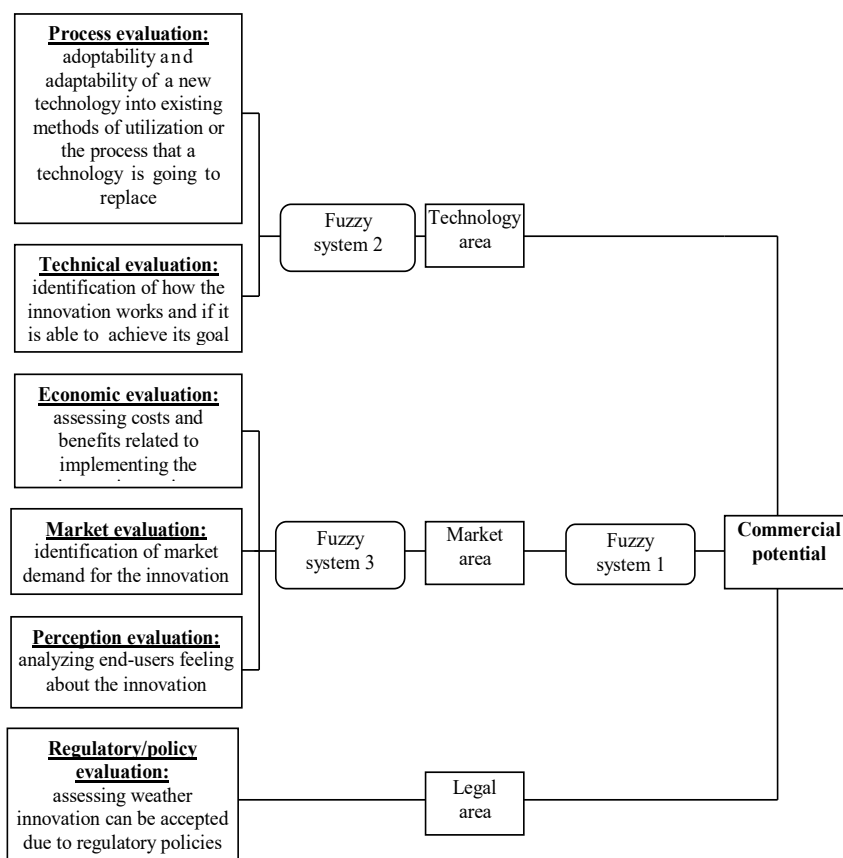 Process evaluation:
adoptability and
adaptability of a new
technology into existing
methods of utilization or
the process that a
technology is going to
replace
Technical evaluation:
identification of how the
innovation works and if it
is able to achieve its goal
Economic evaluation:
assessing costs and
benefits related to
implementing the
Market evaluation:
identification of market
demand for the innovation
Perception evaluation:
analyzing end-users feeling
about the innovation
Regulatory/policy
evaluation:
assessing weather
innovation can be accepted
due to regulatory policies
Fuzzy
system 2
Technology
area
Fuzzy
system 3
Market
area
Fuzzy
system 1
Commercial
potential
Legal
area